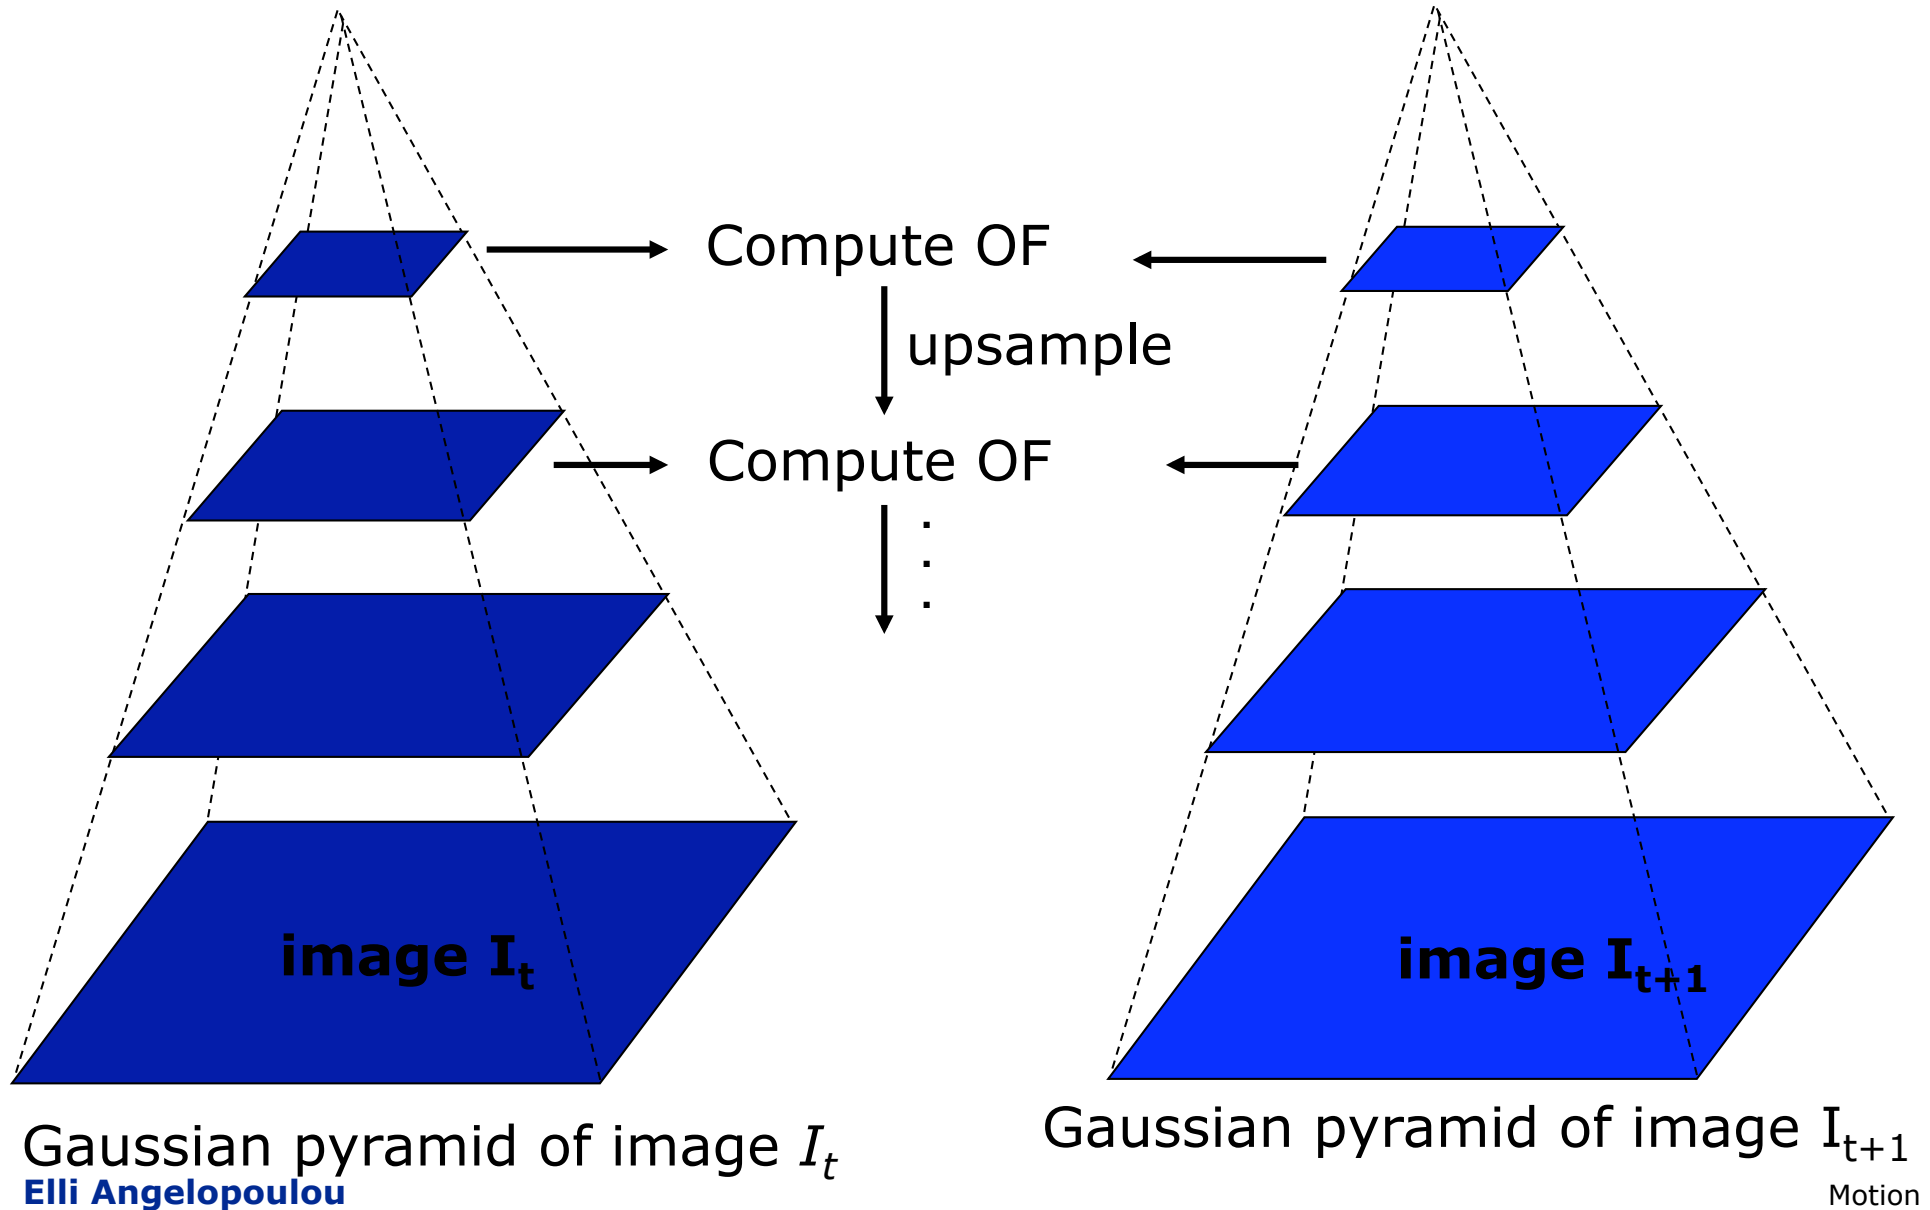 Compute OF
upsample
Compute OF
.
.
.
image Iₜ
image Iₜ₊₁
Gaussian pyramid of image Iₜ
Gaussian pyramid of image Iₜ₊₁
Elli Angelopoulou
Motion